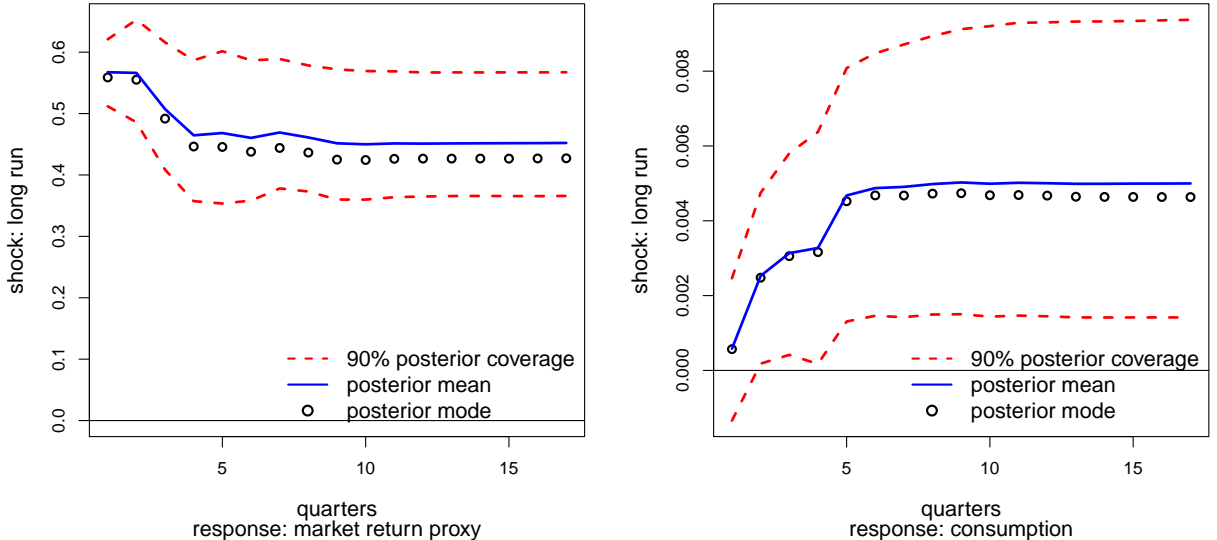 shock: long run
0.0
0.1
0.2
0.3
0.4
0.5
0.6
90% posterior coverage
posterior mean
posterior mode
5
10
15
quarters
response: market return proxy
shock: long run
0.000
0.002
0.004
0.006
0.008
90% posterior coverage
posterior mean
posterior mode
5
10
15
quarters
response: consumption